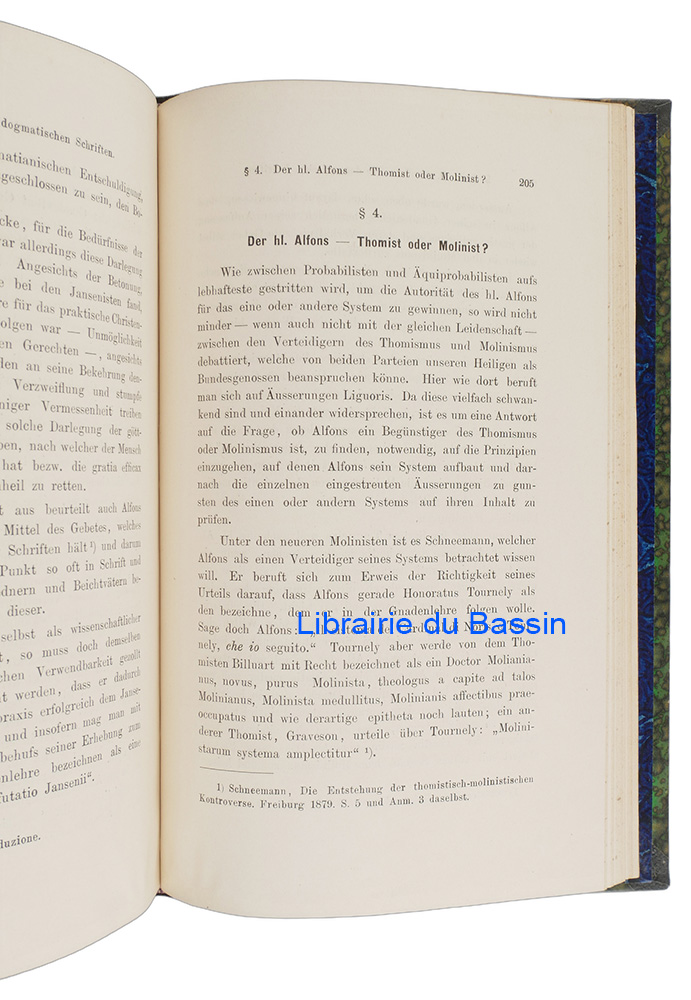 dogmatischen Schriften.
natianischen Entschuldigung,
geschlossen zu sein, den Be-
cke, für die Bedürfnisse der
var allerdings diese Darlegung
Angesichts der Betonung,
e bei den Jansenisten fand,
re für das praktische Christen-
olgen war — Unmöglichkeit
en Gerechten —, angesichts
den an seine Bekehrung den-
Verzweiflung und stumpfe
niger Vermessenheit treiben
solche Darlegung der gött-
ben, nach welcher der Mensch
hat bezw. die gratia efficax
nheil zu retten.
t aus beurteilt auch Alfons
Mittel des Gebetes, welches
Schriften hält ¹) und darum
Punkt so oft in Schrift und
dnern und Beichtvätern be-
dieser.
selbst als wissenschaftlicher
t, so muss doch demselben
chen Verwendbarkeit gezollt
t werden, dass er dadurch
raxis erfolgreich dem Janse-
und insofern mag man mit
behufs seiner Erhebung zum
nlehre bezeichnen als eine
futatio Jansenii“.
duzione.
§ 4. Der hl. Alfons — Thomist oder Molinist? 205
§ 4.
Der hl. Alfons — Thomist oder Molinist?
Wie zwischen Probabilisten und Äquiprobabilisten aufs
lebhafteste gestritten wird, um die Autorität des hl. Alfons
für das eine oder andere System zu gewinnen, so wird nicht
minder — wenn auch nicht mit der gleichen Leidenschaft —
zwischen den Verteidigern des Thomismus und Molinismus
debattiert, welche von beiden Parteien unseren Heiligen als
Bundesgenossen beanspruchen könne. Hier wie dort beruft
man sich auf Äusserungen Liguoris. Da diese vielfach schwan-
kend sind und einander widersprechen, ist es um eine Antwort
auf die Frage, ob Alfons ein Begünstiger des Thomismus
oder Molinismus ist, zu finden, notwendig, auf die Prinzipien
einzugehen, auf denen Alfons sein System aufbaut und dar-
nach die einzelnen eingestreuten Äusserungen zu gun-
sten des einen oder andern Systems auf ihren Inhalt zu
prüfen.
Unter den neueren Molinisten ist es Schneemann, welcher
Alfons als einen Verteidiger seines Systems betrachtet wissen
will. Er beruft sich zum Erweis der Richtigkeit seines
Urteils darauf, dass Alfons gerade Honoratus Tournely als
den bezeichne, dem er in der Gnadenlehre folgen wolle.
Librairie du Bassin
Sage doch Alfons:
nely, che io seguito.“ Tournely aber werde von dem Tho-
misten Billuart mit Recht bezeichnet als ein Doctor Moliania-
nus, novus, purus Molinista, theologus a capite ad talos
Molinianus, Molinista medullitus, Molinianis affectibus prae-
occupatus und wie derartige epitheta noch lauten; ein an-
derer Thomist, Graveson, urteile über Tournely: „Molini-
starum systema amplectitur“ ¹).
1) Schneemann, Die Entstehung der thomistisch-molinistischen
Kontroverse. Freiburg 1879. S. 5 und Anm. 3 daselbst.